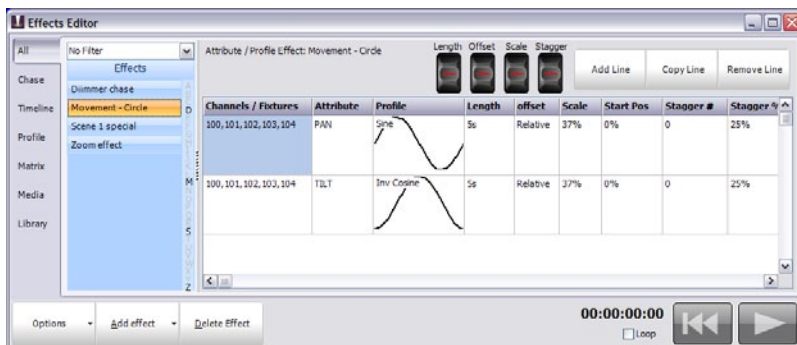 Effects Editor
All
Chase
Timeline
Profile
Matrix
Media
Library
No Filter
Effects
Diimmer chase
Movement - Circle
Scene 1 special
Zoom effect
D
M
S
Z
Attribute / Profile Effect: Movement - Circle
Length Offset Scale Stagger
Add Line Copy Line Remove Line
Channels / Fixtures Attribute Profile Length offset Scale Start Pos Stagger # Stagger %
100,101,102,103,104 PAN Sine 5s Relative 37% 0% 0 25%
100,101,102,103,104 TILT Inv Cosine 5s Relative 37% 0% 0 25%
Options Add effect Delete Effect
00:00:00:00
Loop